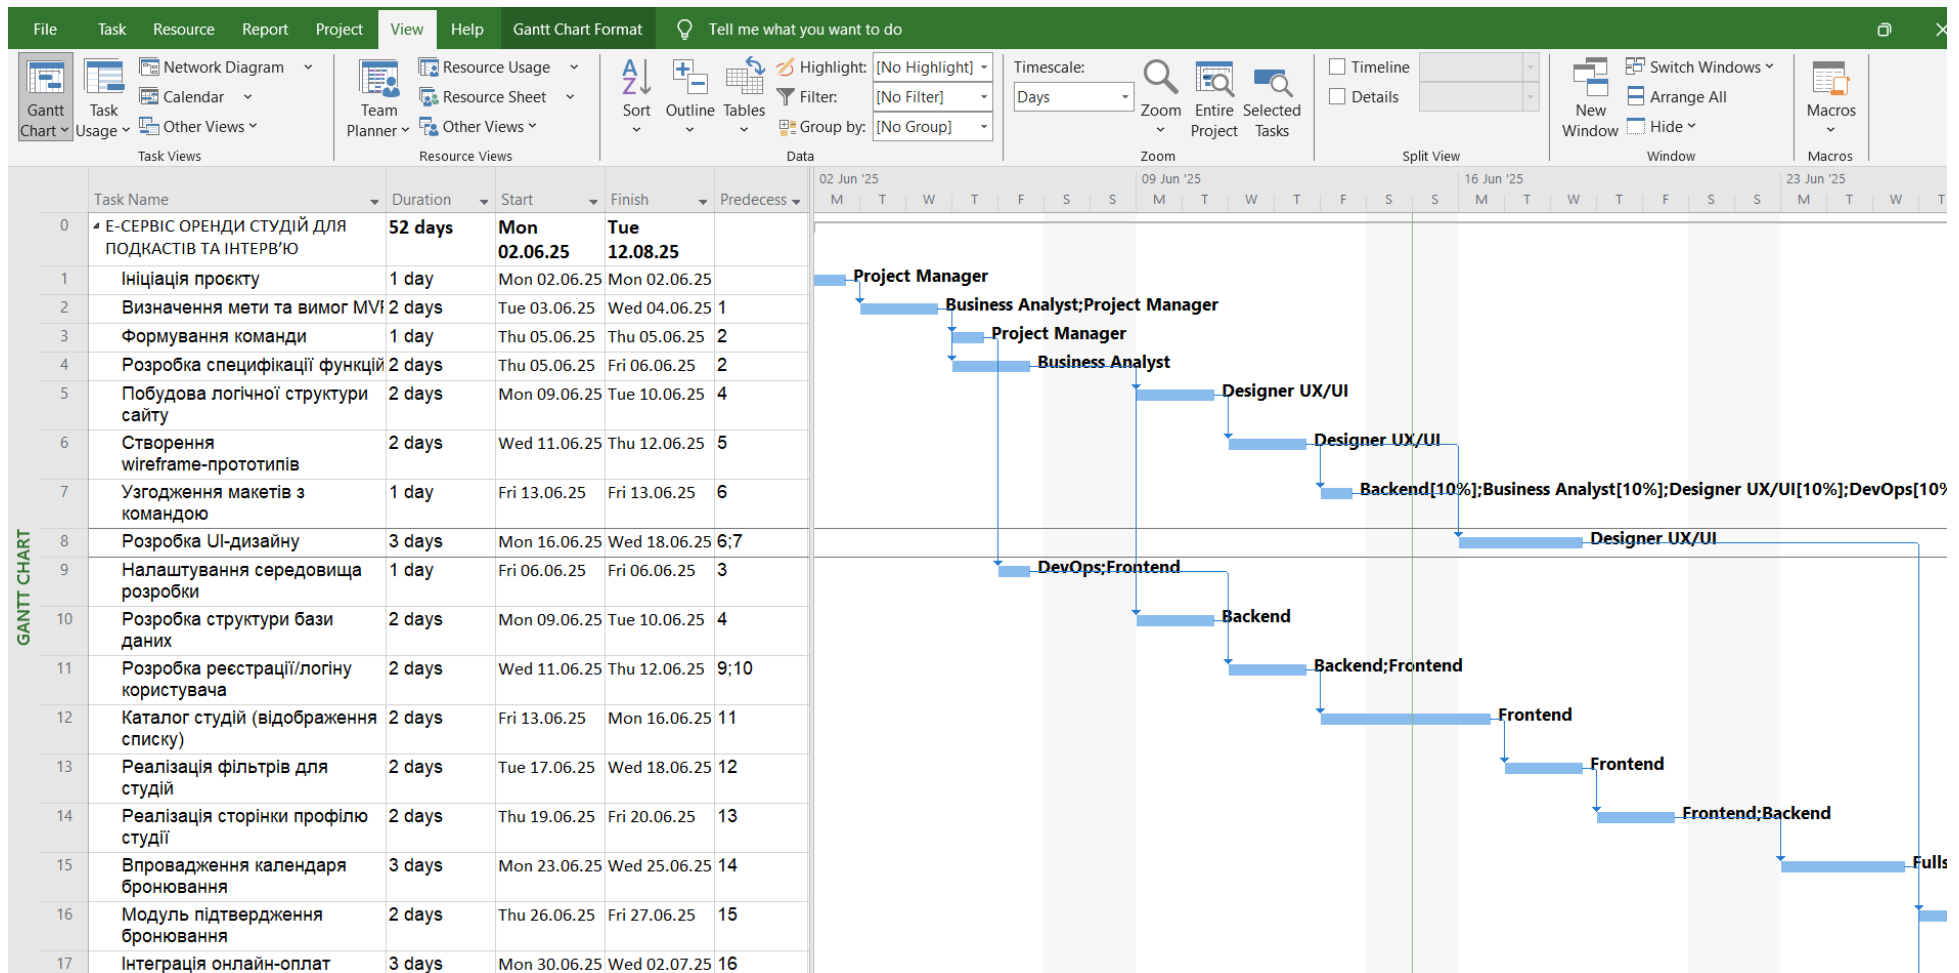 File Task Resource Report Project View Help Gantt Chart Format Tell me what you want to do
Gantt Chart
Task Usage
Network Diagram
Calendar
Other Views
Task Views
Team Planner
Resource Usage
Resource Sheet
Other Views
Resource Views
Sort
Outline
Tables
Highlight: [No Highlight]
Filter: [No Filter]
Group by: [No Group]
Data
Timescale:
Days
Zoom
Entire Project
Selected Tasks
Zoom
Timeline
Details
Split View
New Window
Switch Windows
Arrange All
Hide
Window
Macros
Macros
GANTT CHART
Task Name Duration Start Finish Predecess
02 Jun '25 09 Jun '25 16 Jun '25 23 Jun '25
M T W T F S S M T W T F S S M T W T F S S M T W T
0 Е-СЕРВІС ОРЕНДИ СТУДІЙ ДЛЯ 52 days Mon Tue
ПОДКАСТІВ ТА ІНТЕРВ'Ю 02.06.25 12.08.25
1 Ініціація проєкту 1 day Mon 02.06.25 Mon 02.06.25 Project Manager
2 Визначення мети та вимог MVP 2 days Tue 03.06.25 Wed 04.06.25 1 Business Analyst;Project Manager
3 Формування команди 1 day Thu 05.06.25 Thu 05.06.25 2 Project Manager
4 Розробка специфікації функцій 2 days Thu 05.06.25 Fri 06.06.25 2 Business Analyst
5 Побудова логічної структури 2 days Mon 09.06.25 Tue 10.06.25 4 Designer UX/UI
сайту
6 Створення 2 days Wed 11.06.25 Thu 12.06.25 5 Designer UX/UI
wireframe-прототипів
7 Узгодження макетів з 1 day Fri 13.06.25 Fri 13.06.25 6 Backend[10%];Business Analyst[10%];Designer UX/UI[10%];DevOps[10%
командою
8 Розробка UI-дизайну 3 days Mon 16.06.25 Wed 18.06.25 6;7 Designer UX/UI
9 Налаштування середовища 1 day Fri 06.06.25 Fri 06.06.25 3 DevOps;Frontend
розробки
10 Розробка структури бази 2 days Mon 09.06.25 Tue 10.06.25 4 Backend
даних
11 Розробка реєстрації/логіну 2 days Wed 11.06.25 Thu 12.06.25 9;10 Backend;Frontend
користувача
12 Каталог студій (відображення 2 days Fri 13.06.25 Mon 16.06.25 11 Frontend
списку)
13 Реалізація фільтрів для 2 days Tue 17.06.25 Wed 18.06.25 12 Frontend
студій
14 Реалізація сторінки профілю 2 days Thu 19.06.25 Fri 20.06.25 13 Frontend;Backend
студії
15 Впровадження календаря 3 days Mon 23.06.25 Wed 25.06.25 14 Fulls
бронювання
16 Модуль підтвердження 2 days Thu 26.06.25 Fri 27.06.25 15
бронювання
17 Інтеграція онлайн-оплат 3 days Mon 30.06.25 Wed 02.07.25 16